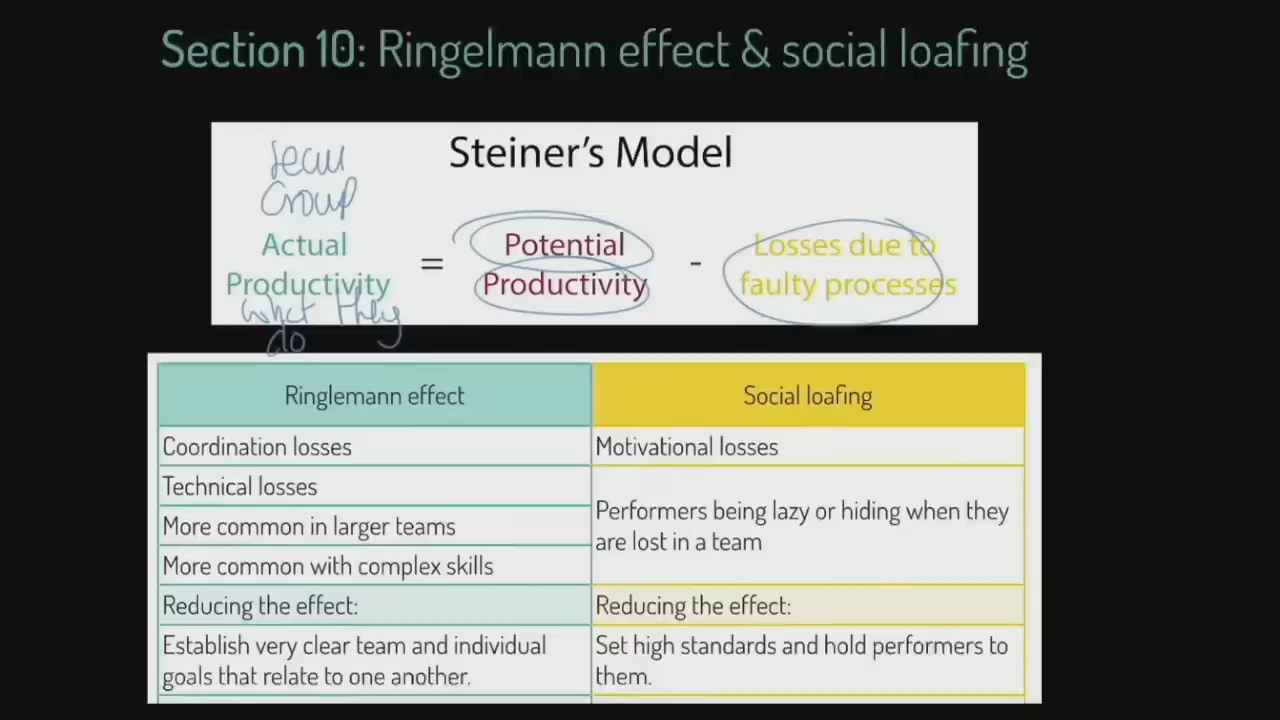 Section 10: Ringelmann effect & social loafing
Steiner's Model
Team
Group
Actual
Productivity
=
Potential
Productivity
-
Losses due to
faulty processes
what they
do
Ringlemann effect
Social loafing
Coordination losses
Motivational losses
Technical losses
Performers being lazy or hiding when they
are lost in a team
More common in larger teams
More common with complex skills
Reducing the effect:
Reducing the effect:
Establish very clear team and individual
goals that relate to one another.
Set high standards and hold performers to
them.